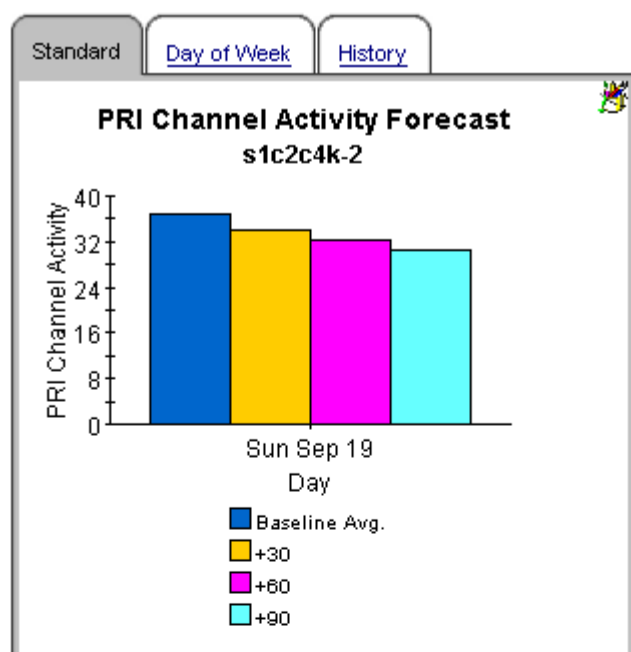 Standard
Day of Week
History
PRI Channel Activity Forecast
s1c2c4k-2
PRI Channel Activity
40
32
24
16
8
0
Sun Sep 19
Day
Baseline Avg.
+30
+60
+90